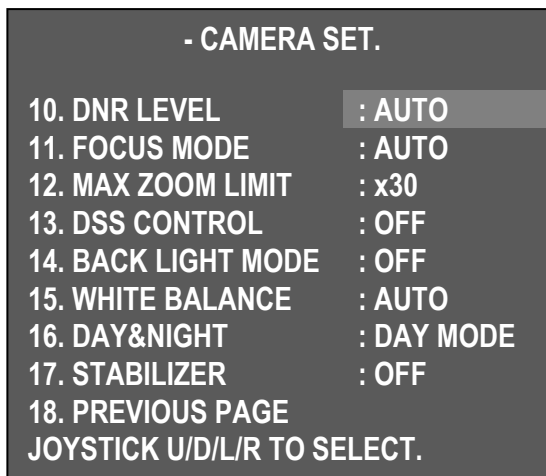 - CAMERA SET.
10. DNR LEVEL : AUTO
11. FOCUS MODE : AUTO
12. MAX ZOOM LIMIT : x30
13. DSS CONTROL : OFF
14. BACK LIGHT MODE : OFF
15. WHITE BALANCE : AUTO
16. DAY&NIGHT : DAY MODE
17. STABILIZER : OFF
18. PREVIOUS PAGE
JOYSTICK U/D/L/R TO SELECT.